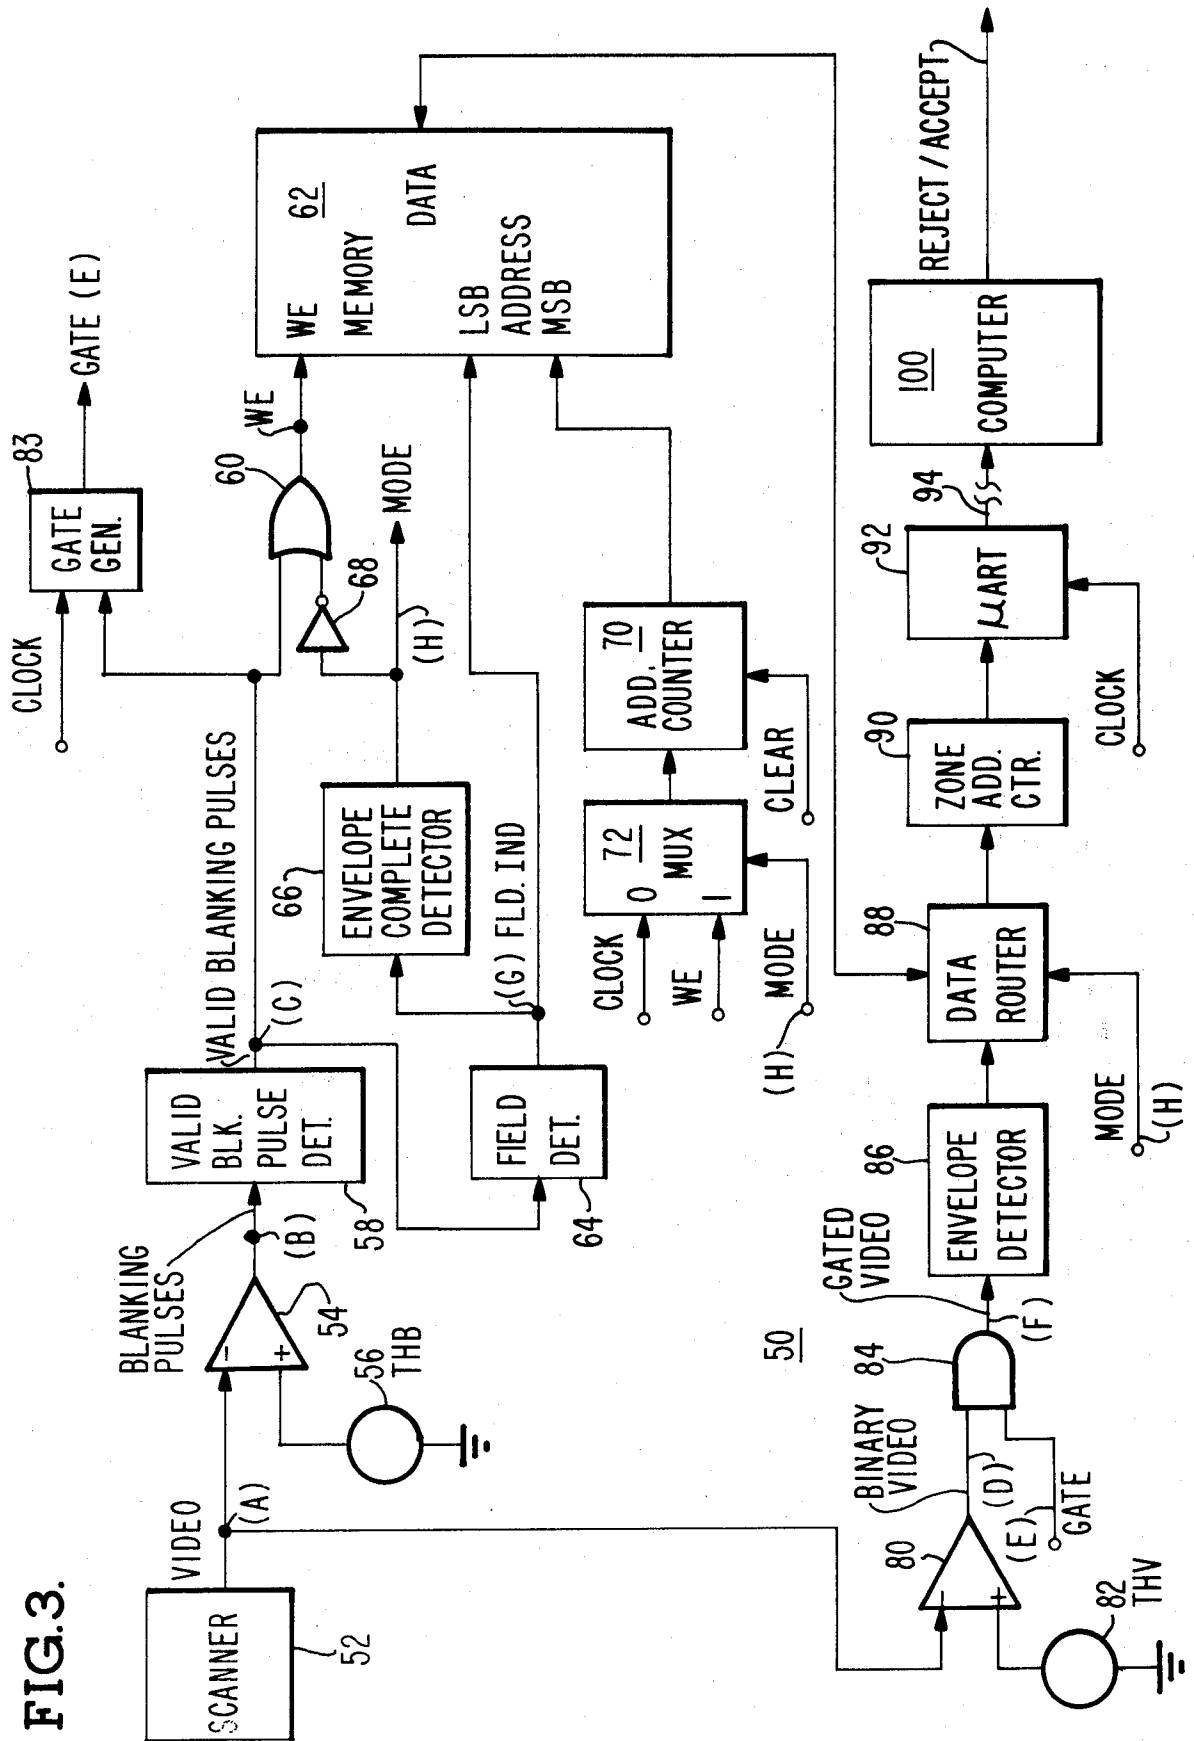 FIG.3.
SCANNER
52
VIDEO
(A)
BLANKING
PULSES
-
+
54
56
THB
(B)
VALID
BLK.
PULSE
DET.
58
VALID BLANKING PULSES
(C)
CLOCK
GATE
GEN.
83
GATE (E)
60
WE
68
MODE
(H)
66
ENVELOPE
COMPLETE
DETECTOR
FIELD
DET.
64
(G) FLD. IND
WE
62
MEMORY
DATA
LSB
ADDRESS
MSB
CLOCK
WE
0
72
MUX
1
MODE
(H)
ADD.
70
COUNTER
CLEAR
50
80
-
+
82
THV
BINARY
VIDEO
(D)
(E)
GATE
84
GATED
VIDEO
(F)
86
ENVELOPE
DETECTOR
88
DATA
ROUTER
MODE
(H)
90
ZONE
ADD.
CTR.
92
μART
CLOCK
94
100
COMPUTER
REJECT / ACCEPT